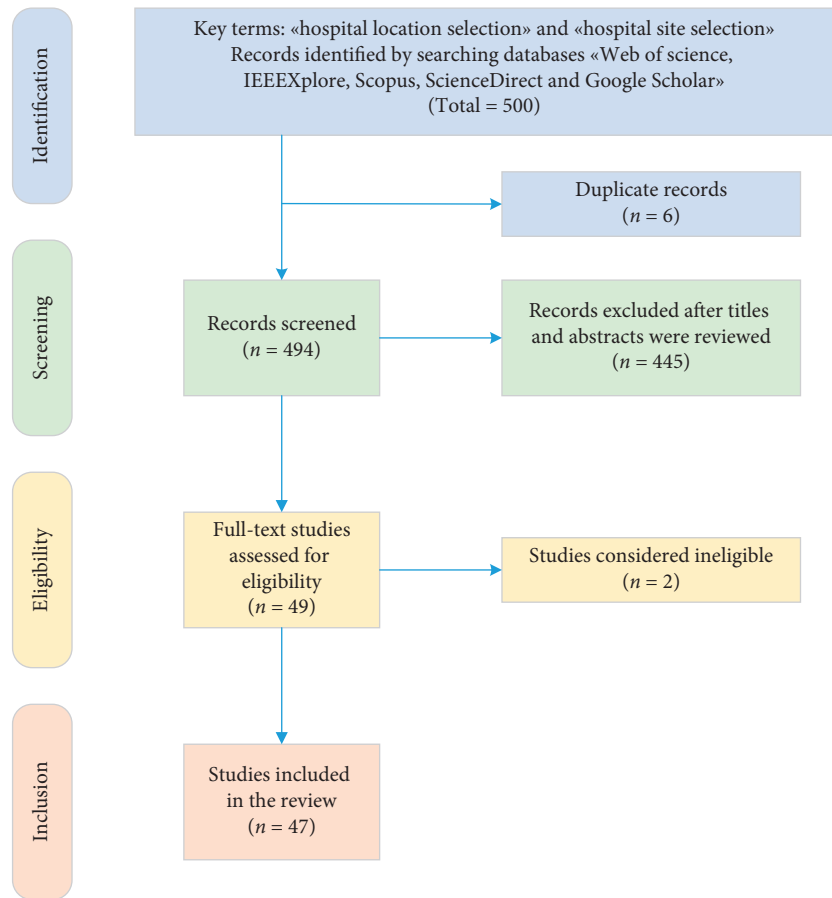 Identification
Key terms: «hospital location selection» and «hospital site selection»
Records identified by searching databases «Web of science,
IEEEXplore, Scopus, ScienceDirect and Google Scholar»
(Total = 500)
Duplicate records
(n = 6)
Screening
Records screened
(n = 494)
Records excluded after titles
and abstracts were reviewed
(n = 445)
Eligibility
Full-text studies
assessed for
eligibility
(n = 49)
Studies considered ineligible
(n = 2)
Inclusion
Studies included
in the review
(n = 47)